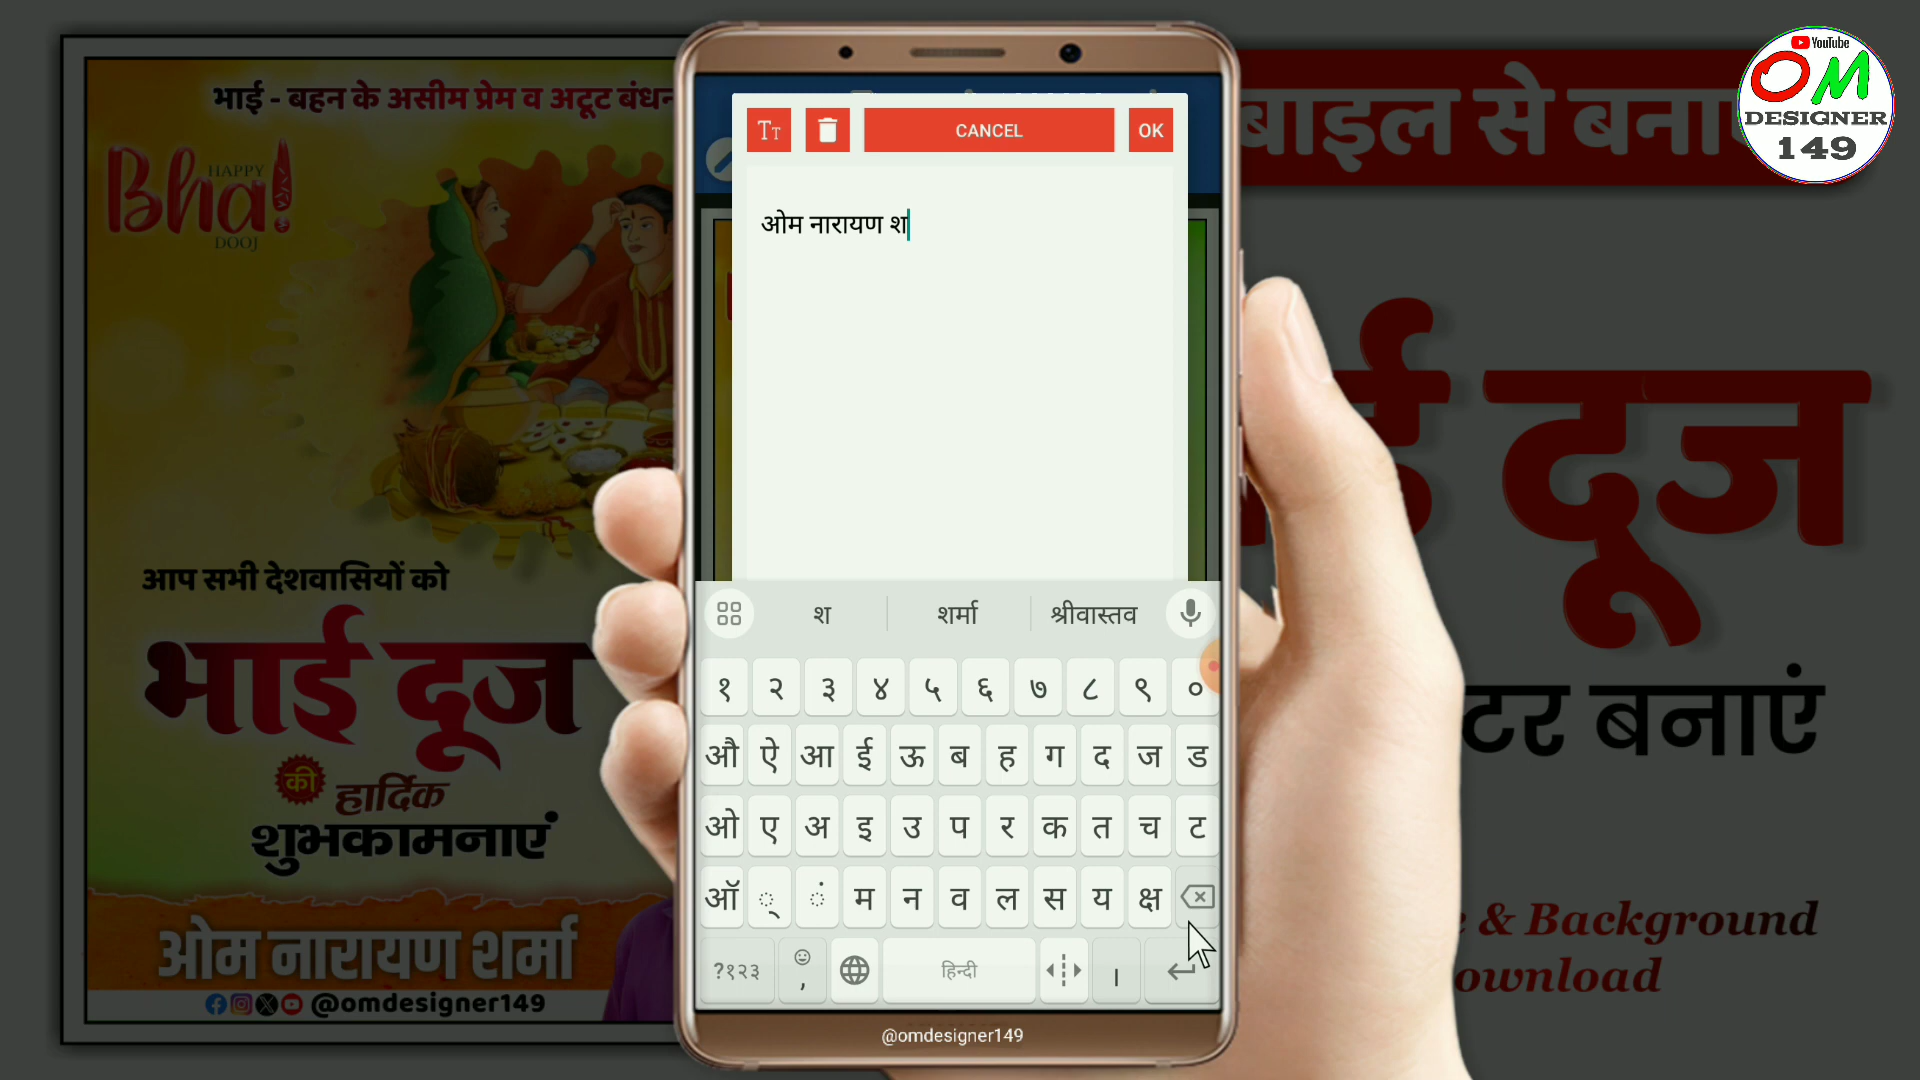 भाई - बहन के असीम प्रेम व अटूट बंधन
HAPPY
Bhai
DOOJ
आप सभी देशवासियों को
भाई दूज
की हार्दिक
शुभकामनाएं
ओम नारायण शर्मा
@omdesigner149
Tт CANCEL OK
ओम नारायण श
श शर्मा श्रीवास्तव
१ २ ३ ४ ५ ६ ७ ८ ९ ०
औ ऐ आ ई ऊ ब ह ग द ज ड
ओ ए अ इ उ प र क त च ट
ऑ ् ं म न व ल स य क्ष
?१२३ , हिन्दी ।
@omdesigner149
YouTube
OM
DESIGNER
149
बाइल से बना
ई दूज
टर बनाएं
& Background
ownload